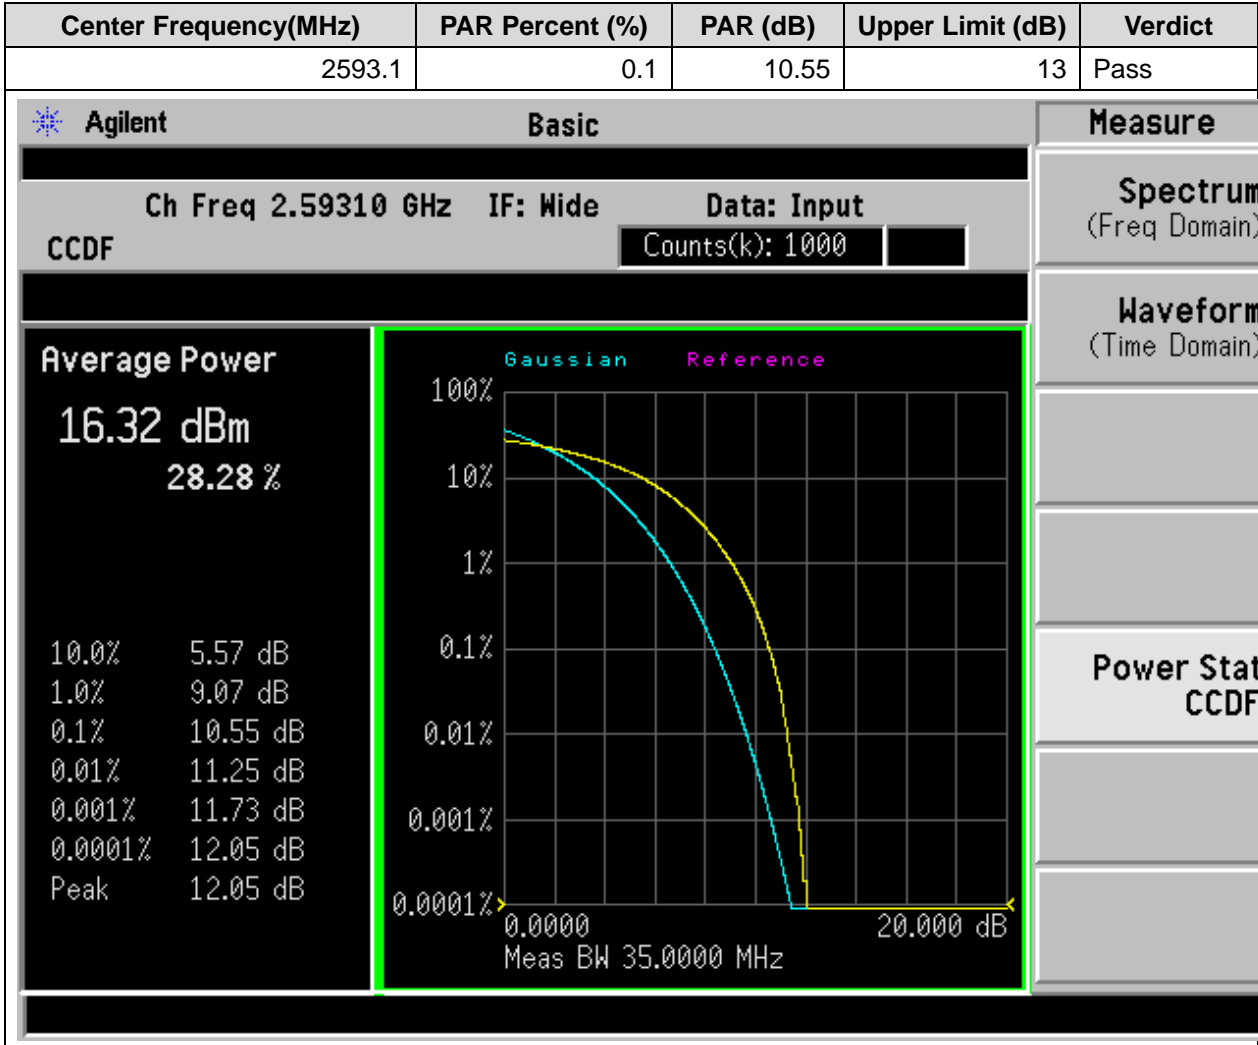 Center Frequency(MHz) PAR Percent (%) PAR (dB) Upper Limit (dB) Verdict
2593.1 0.1 10.55 13 Pass
Agilent Basic Measure
Ch Freq 2.59310 GHz IF: Wide Data: Input
CCDF Counts(k): 1000
Spectrum
(Freq Domain)
Waveform
(Time Domain)
Power Stat
CCDF
Average Power
16.32 dBm
28.28 %
10.0% 5.57 dB
1.0% 9.07 dB
0.1% 10.55 dB
0.01% 11.25 dB
0.001% 11.73 dB
0.0001% 12.05 dB
Peak 12.05 dB
Gaussian Reference
100%
10%
1%
0.1%
0.01%
0.001%
0.0001%
0.0000 20.000 dB
Meas BW 35.0000 MHz